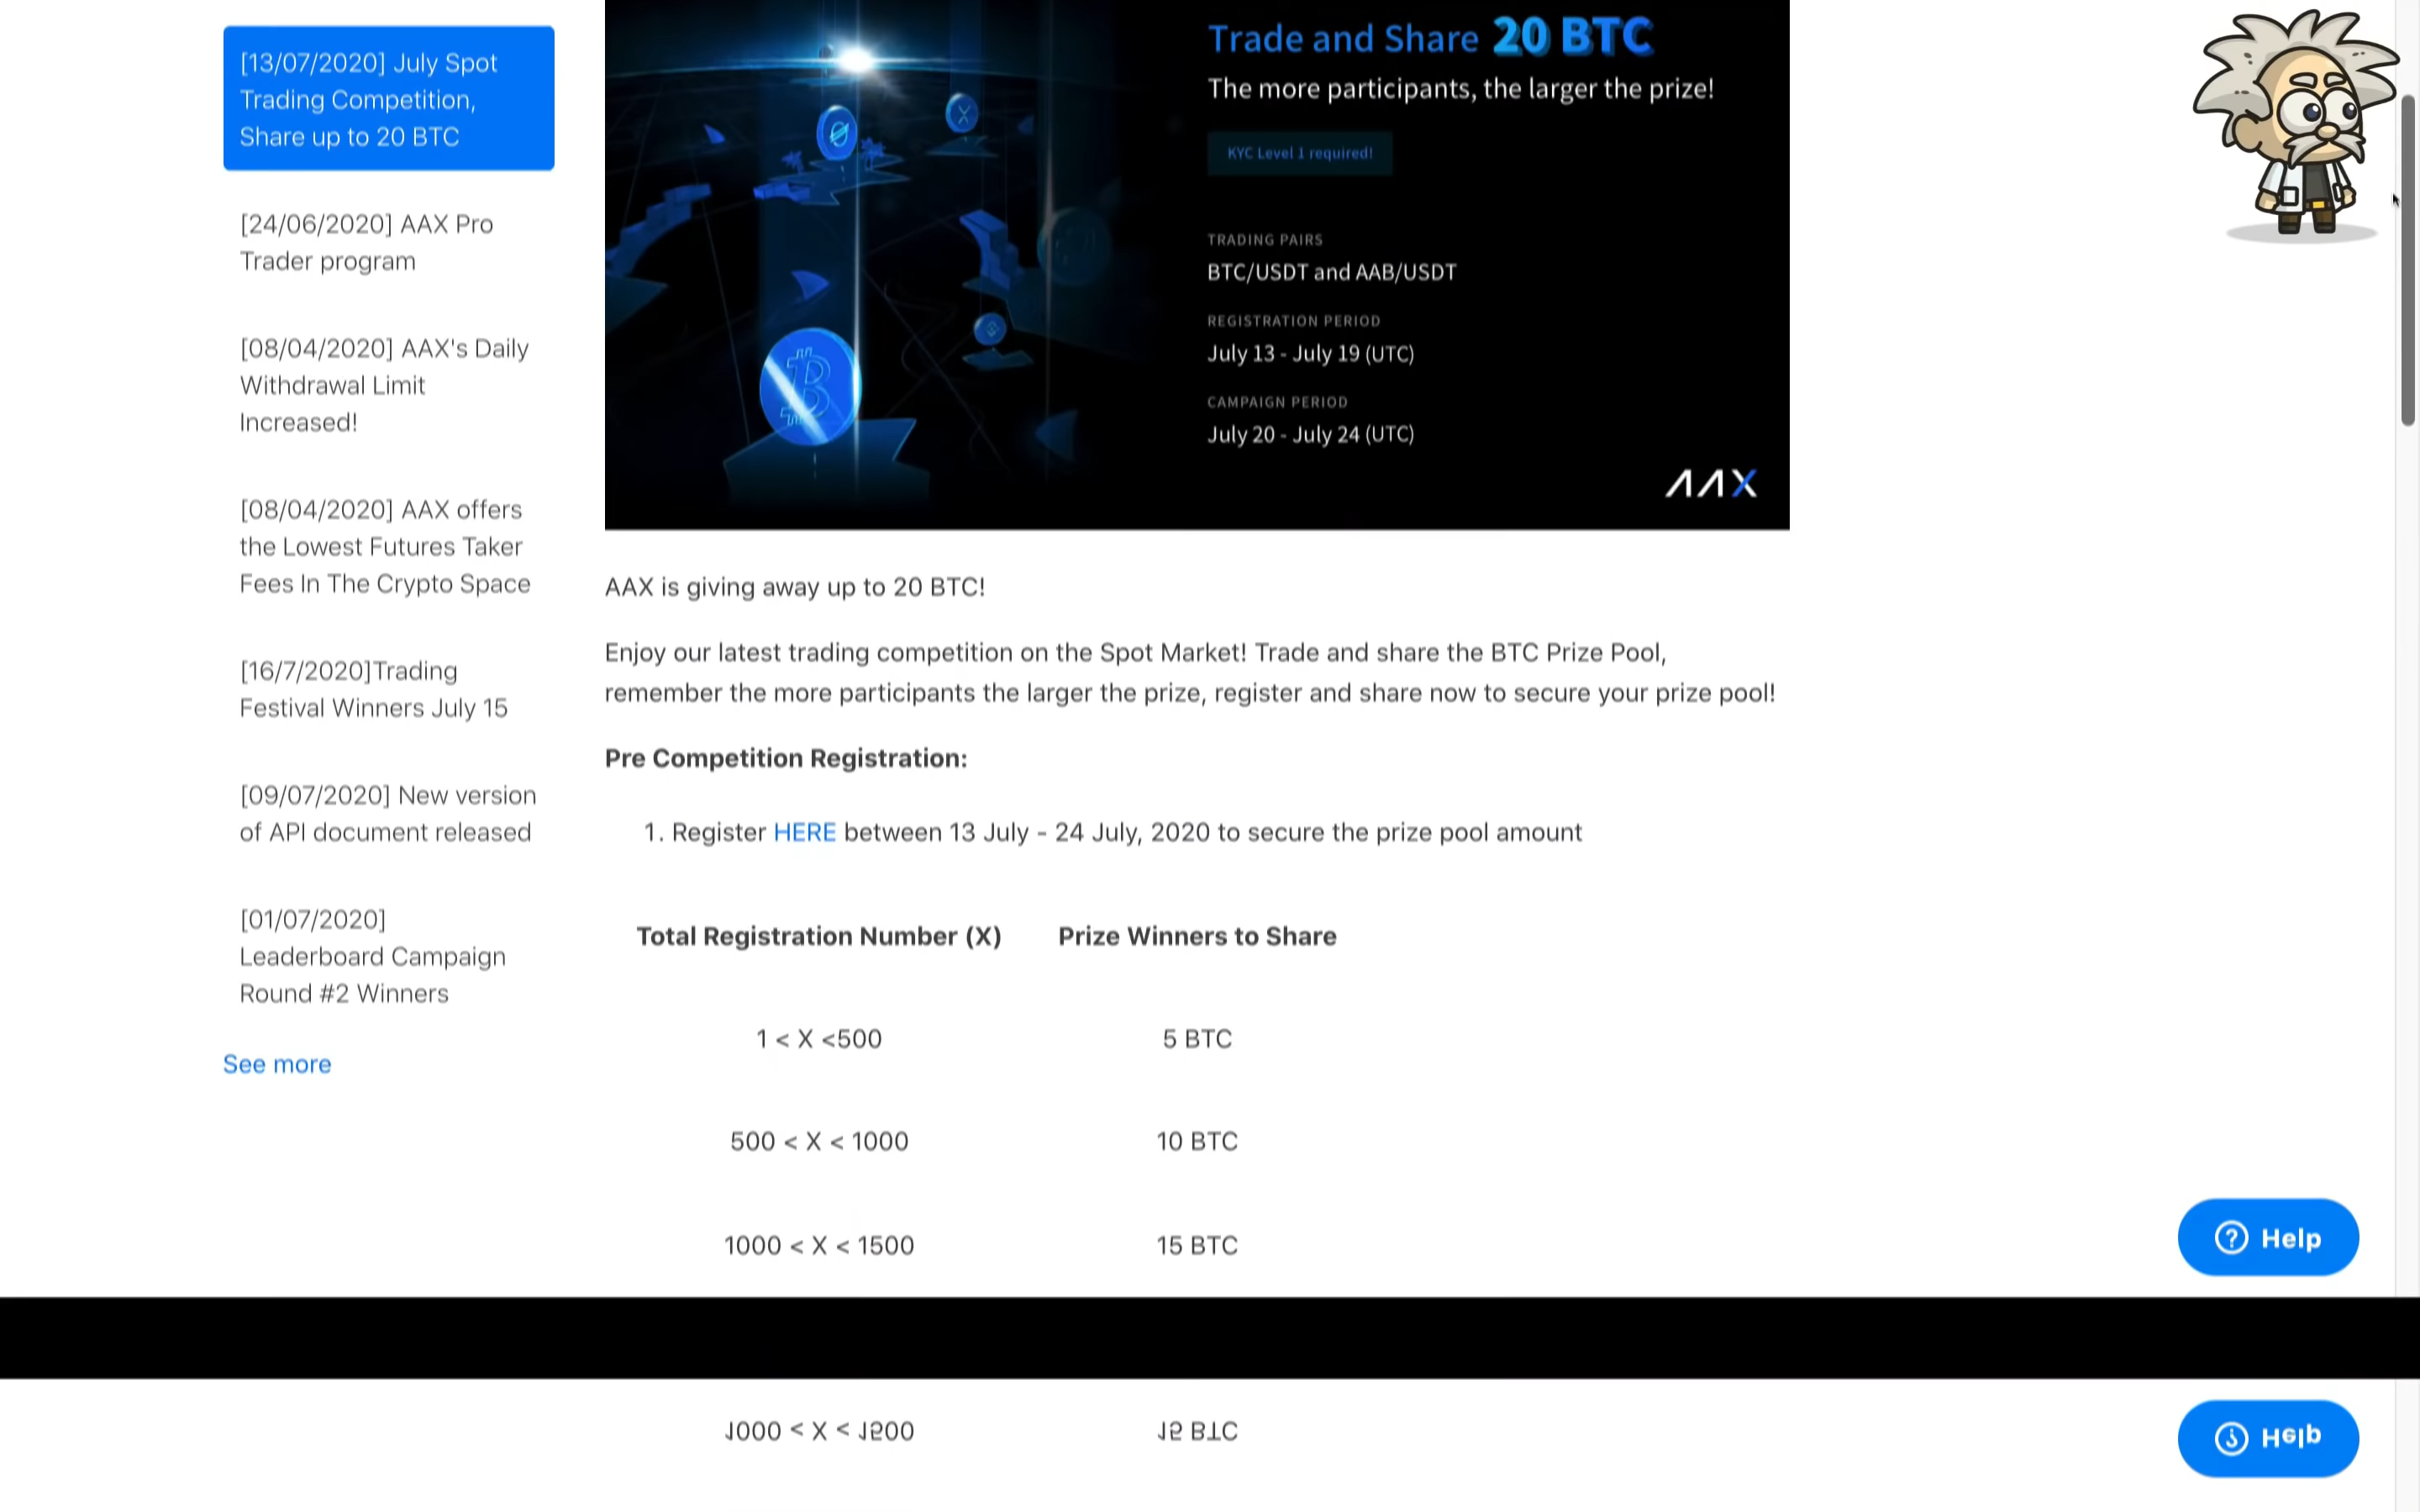 [13/07/2020] July Spot
Trading Competition,
Share up to 20 BTC
[24/06/2020] AAX Pro
Trader program
[08/04/2020] AAX's Daily
Withdrawal Limit
Increased!
[08/04/2020] AAX offers
the Lowest Futures Taker
Fees In The Crypto Space
[16/7/2020]Trading
Festival Winners July 15
[09/07/2020] New version
of API document released
[01/07/2020]
Leaderboard Campaign
Round #2 Winners
See more
Trade and Share 20 BTC
The more participants, the larger the prize!
KYC Level 1 required!
TRADING PAIRS
BTC/USDT and AAB/USDT
REGISTRATION PERIOD
July 13 - July 19 (UTC)
CAMPAIGN PERIOD
July 20 - July 24 (UTC)
AAX
AAX is giving away up to 20 BTC!
Enjoy our latest trading competition on the Spot Market! Trade and share the BTC Prize Pool,
remember the more participants the larger the prize, register and share now to secure your prize pool!
Pre Competition Registration:
1. Register HERE between 13 July - 24 July, 2020 to secure the prize pool amount
Total Registration Number (X) Prize Winners to Share
1 < X <500 5 BTC
500 < X < 1000 10 BTC
1000 < X < 1500 15 BTC
Help
1000 < X < 1500 15 BTC
Help